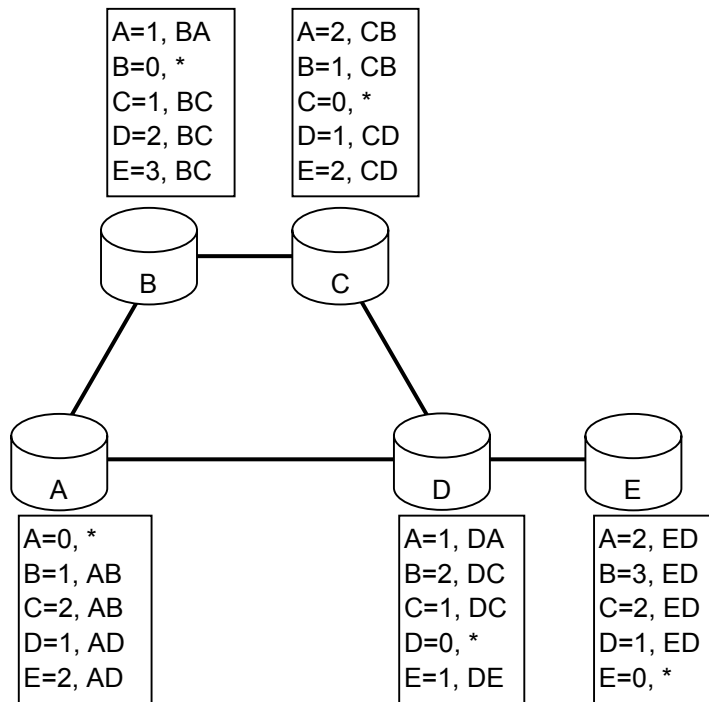 A=1, BA
B=0, *
C=1, BC
D=2, BC
E=3, BC
A=2, CB
B=1, CB
C=0, *
D=1, CD
E=2, CD
B
C
A
D
E
A=0, *
B=1, AB
C=2, AB
D=1, AD
E=2, AD
A=1, DA
B=2, DC
C=1, DC
D=0, *
E=1, DE
A=2, ED
B=3, ED
C=2, ED
D=1, ED
E=0, *